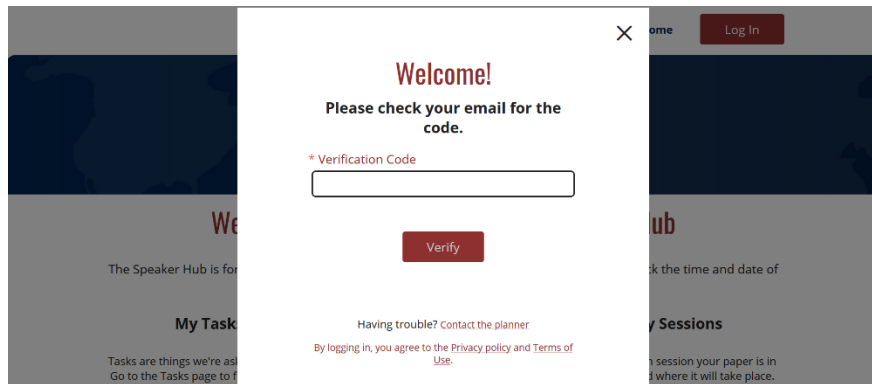 ome
Log In
Welcome!
Please check your email for the
code.
* Verification Code
Verify
Having trouble? Contact the planner
By logging in, you agree to the Privacy policy and Terms of
Use.
We
ub
The Speaker Hub is for
k the time and date of
My Task
y Sessions
Tasks are things we're as
session your paper is in
Go to the Tasks page to f
d where it will take place.